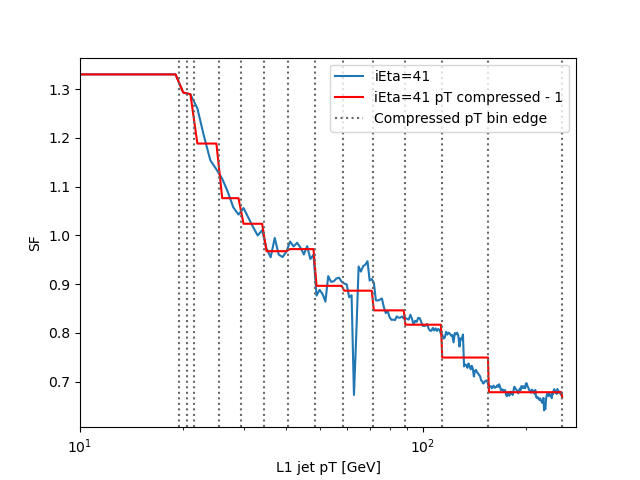 iEta=41
iEta=41 pT compressed - 1
Compressed pT bin edge
SF
1.3
1.2
1.1
1.0
0.9
0.8
0.7
10^1
10^2
L1 jet pT [GeV]